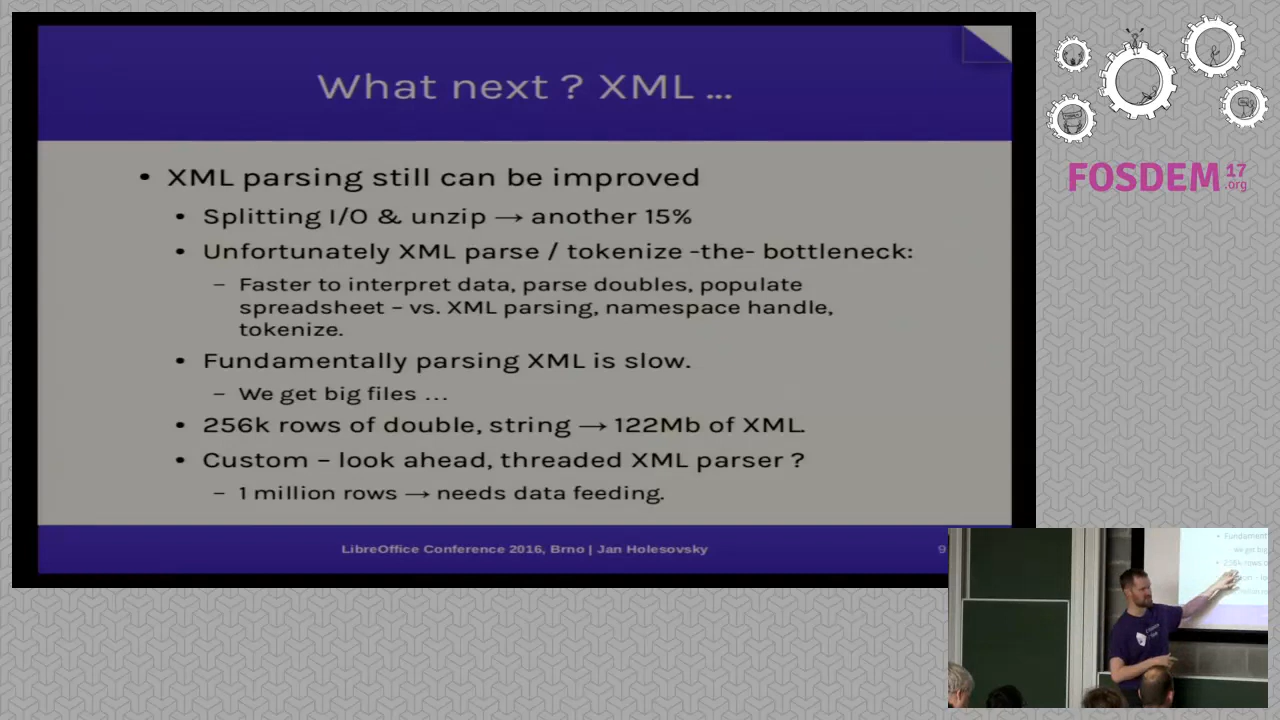 What next ? XML ...
• XML parsing still can be improved
• Splitting I/O & unzip → another 15%
• Unfortunately XML parse / tokenize -the- bottleneck:
– Faster to interpret data, parse doubles, populate
spreadsheet – vs. XML parsing, namespace handle,
tokenize.
• Fundamentally parsing XML is slow.
– We get big files ...
• 256k rows of double, string → 122Mb of XML.
• Custom – look ahead, threaded XML parser ?
– 1 million rows → needs data feeding.
LibreOffice Conference 2016, Brno | Jan Holesovsky
9
FOSDEM 17
.org